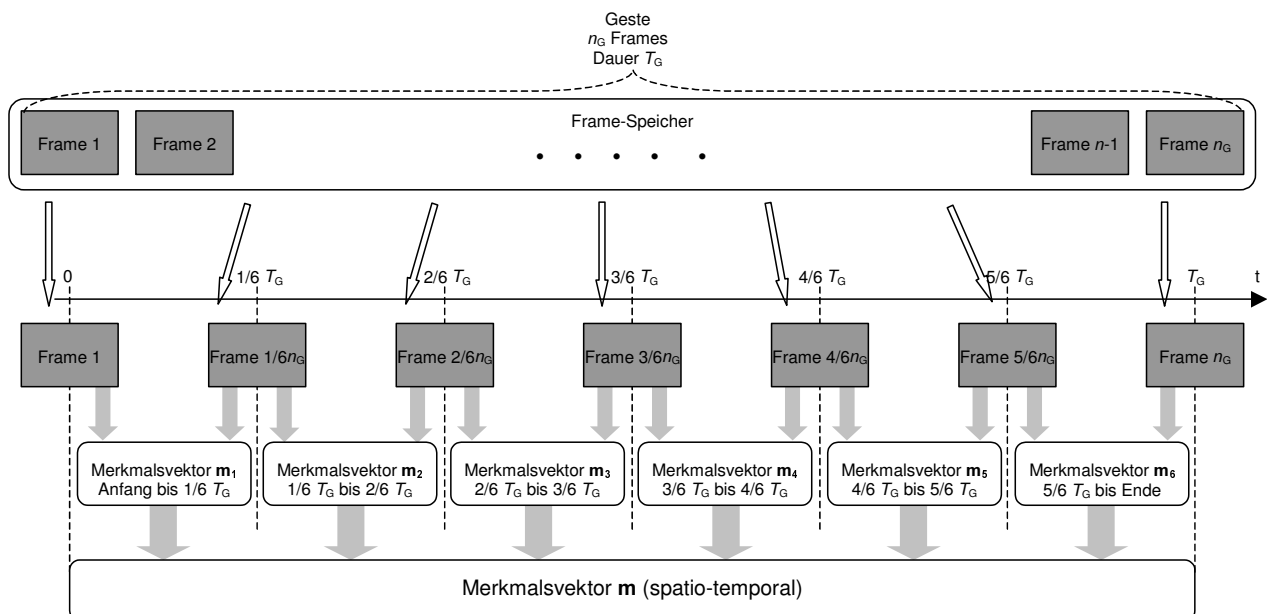 Geste
nG Frames
Dauer TG
Frame-Speicher
Frame 1
Frame 2
Frame n-1
Frame nG
0
1/6 TG
2/6 TG
3/6 TG
4/6 TG
5/6 TG
TG
t
Frame 1
Frame 1/6nG
Frame 2/6nG
Frame 3/6nG
Frame 4/6nG
Frame 5/6nG
Frame nG
Merkmalsvektor m1
Anfang bis 1/6 TG
Merkmalsvektor m2
1/6 TG bis 2/6 TG
Merkmalsvektor m3
2/6 TG bis 3/6 TG
Merkmalsvektor m4
3/6 TG bis 4/6 TG
Merkmalsvektor m5
4/6 TG bis 5/6 TG
Merkmalsvektor m6
5/6 TG bis Ende
Merkmalsvektor m (spatio-temporal)